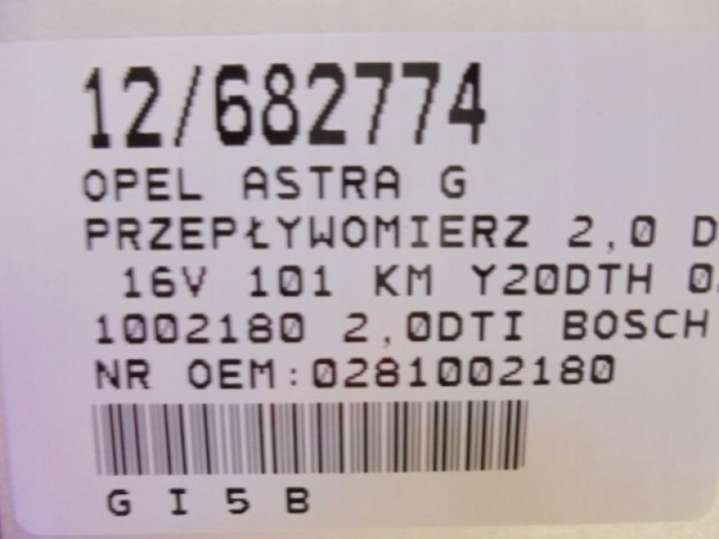 12/682774
OPEL ASTRA G
PRZEPŁYWOMIERZ 2,0 D
16V 101 KM Y20DTH 0
1002180 2,0DTI BOSCH
NR OEM:0281002180
G I 5 B